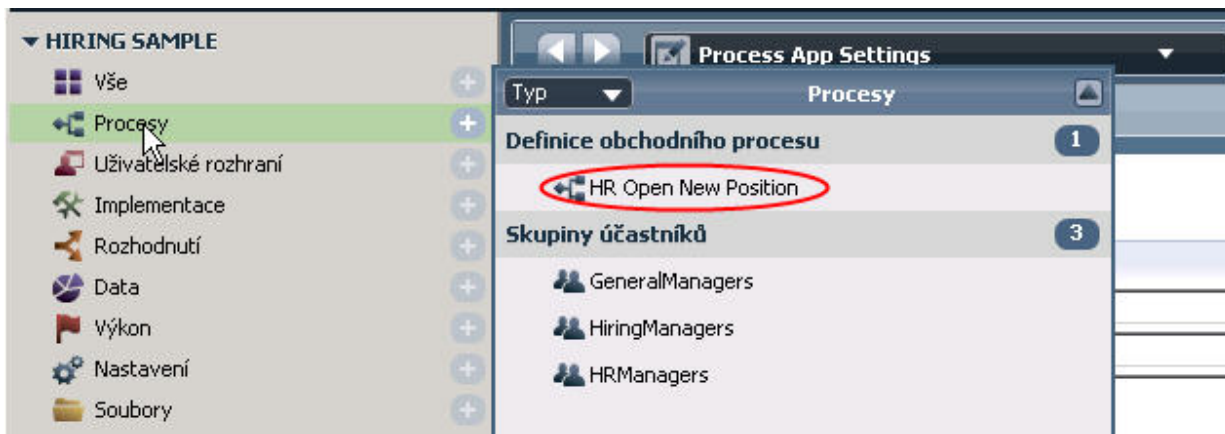 HIRING SAMPLE
Vše
Procesy
Uživatelské rozhraní
Implementace
Rozhodnutí
Data
Výkon
Nastavení
Soubory
Process App Settings
Typ
Procesy
Definice obchodního procesu 1
HR Open New Position
Skupiny účastníků 3
GeneralManagers
HiringManagers
HRManagers